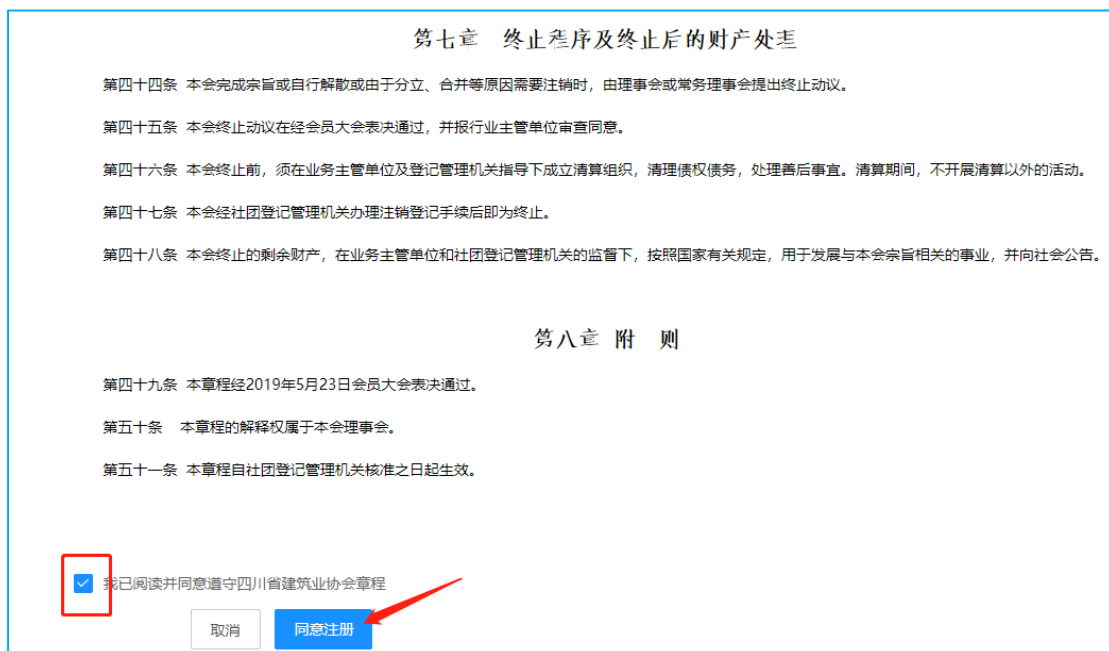 第七章 终止程序及终止后的财产处理
第四十四条 本会完成宗旨或自行解散或由于分立、合并等原因需要注销时，由理事会或常务理事会提出终止动议。
第四十五条 本会终止动议在经会员大会表决通过，并报行业主管单位审查同意。
第四十六条 本会终止前，须在业务主管单位及登记管理机关指导下成立清算组织，清理债权债务，处理善后事宜。清算期间，不开展清算以外的活动。
第四十七条 本会经社团登记管理机关办理注销登记手续后即为终止。
第四十八条 本会终止的剩余财产，在业务主管单位和社团登记管理机关的监督下，按照国家有关规定，用于发展与本会宗旨相关的事业，并向社会公告。
第八章 附 则
第四十九条 本章程经2019年5月23日会员大会表决通过。
第五十条 本章程的解释权属于本会理事会。
第五十一条 本章程自社团登记管理机关核准之日起生效。
我已阅读并同意遵守四川省建筑业协会章程
取消 同意注册